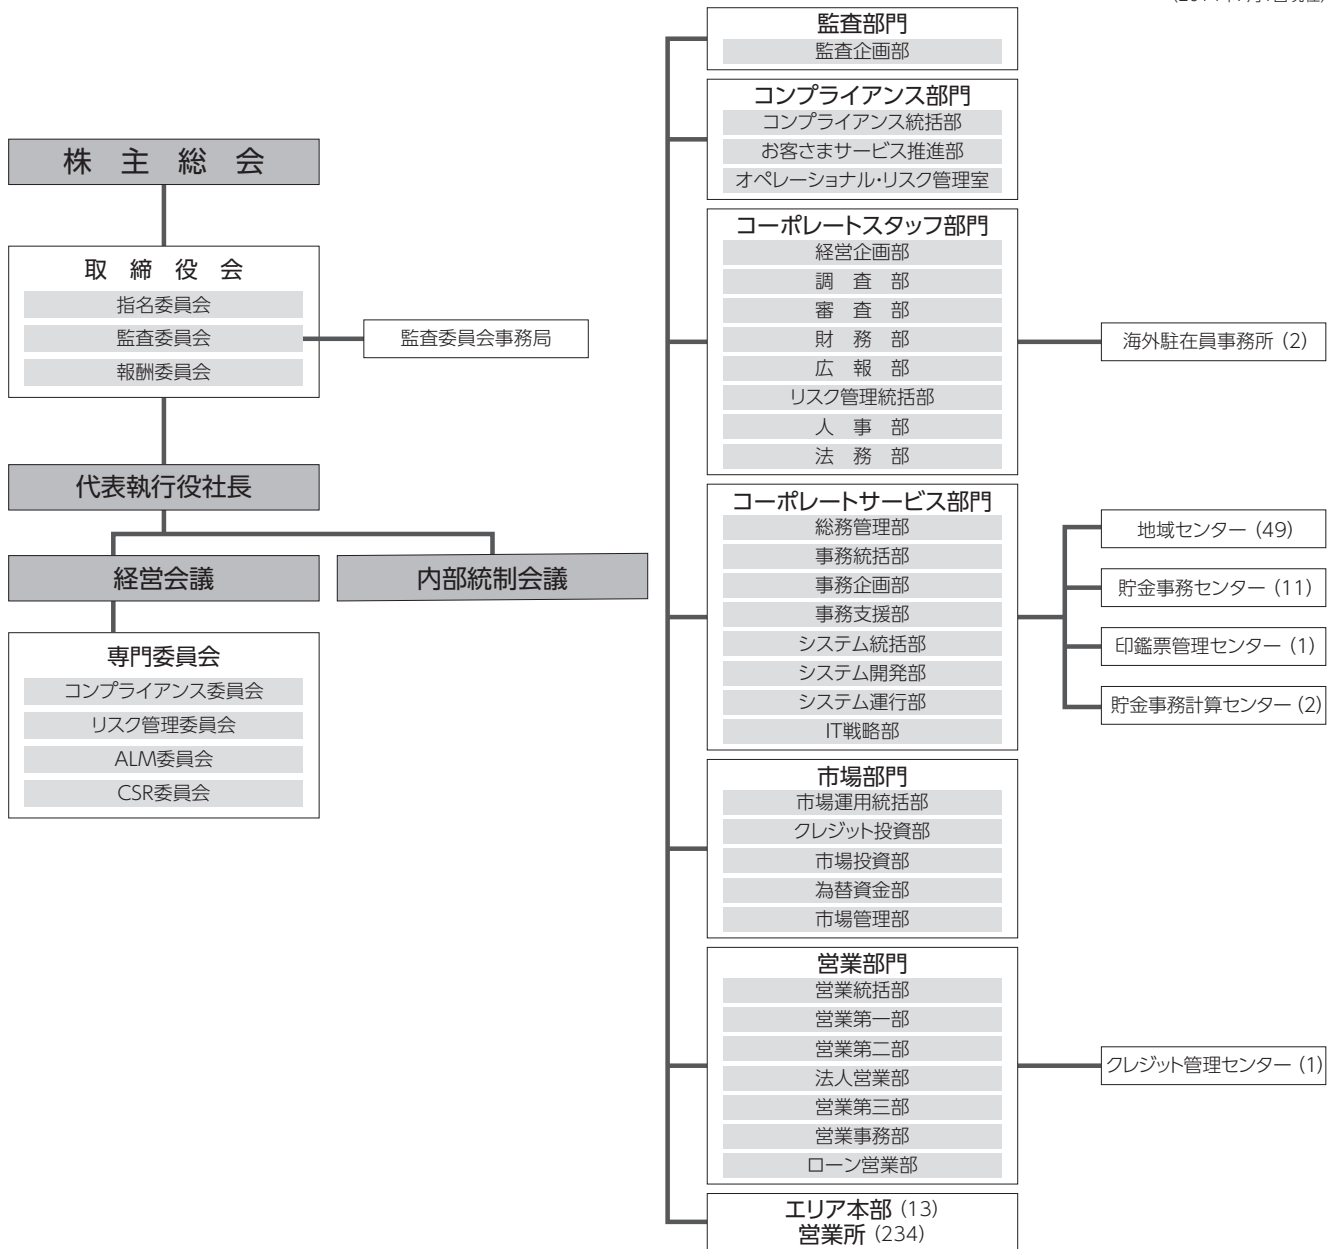 株主総会
取締役会
指名委員会
監査委員会
報酬委員会
監査委員会事務局
代表執行役社長
経営会議
内部統制会議
専門委員会
コンプライアンス委員会
リスク管理委員会
ALM委員会
CSR委員会
監査部門
監査企画部
コンプライアンス部門
コンプライアンス統括部
お客さまサービス推進部
オペレーショナル・リスク管理室
コーポレートスタッフ部門
経営企画部
調査部
審査部
財務部
広報部
リスク管理統括部
人事部
法務部
海外駐在員事務所 (2)
コーポレートサービス部門
総務管理部
事務統括部
事務企画部
事務支援部
システム統括部
システム開発部
システム運行部
IT戦略部
地域センター (49)
貯金事務センター (11)
印鑑票管理センター (1)
貯金事務計算センター (2)
市場部門
市場運用統括部
クレジット投資部
市場投資部
為替資金部
市場管理部
営業部門
営業統括部
営業第一部
営業第二部
法人営業部
営業第三部
営業事務部
ローン営業部
クレジット管理センター (1)
エリア本部 (13)
営業所 (234)